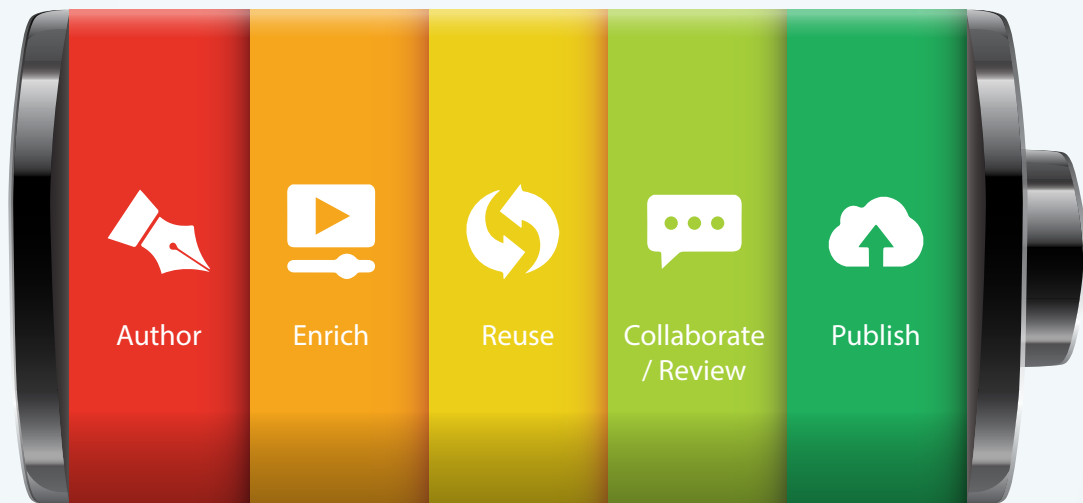 Author
Enrich
Reuse
Collaborate
/ Review
Publish